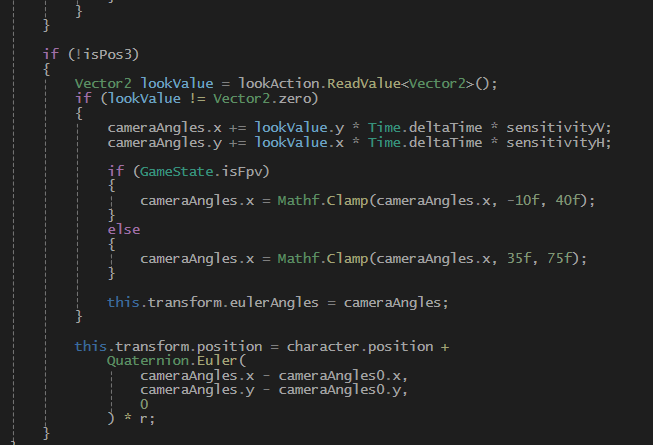 }
}
if (!isPos3)
{
Vector2 lookValue = lookAction.ReadValue<Vector2>();
if (lookValue != Vector2.zero)
{
cameraAngles.x += lookValue.y * Time.deltaTime * sensitivityV;
cameraAngles.y += lookValue.x * Time.deltaTime * sensitivityH;
if (GameState.isFpv)
{
cameraAngles.x = Mathf.Clamp(cameraAngles.x, -10f, 40f);
}
else
{
cameraAngles.x = Mathf.Clamp(cameraAngles.x, 35f, 75f);
}
this.transform.eulerAngles = cameraAngles;
}
this.transform.position = character.position +
Quaternion.Euler(
cameraAngles.x - cameraAngles0.x,
cameraAngles.y - cameraAngles0.y,
0
) * r;
}